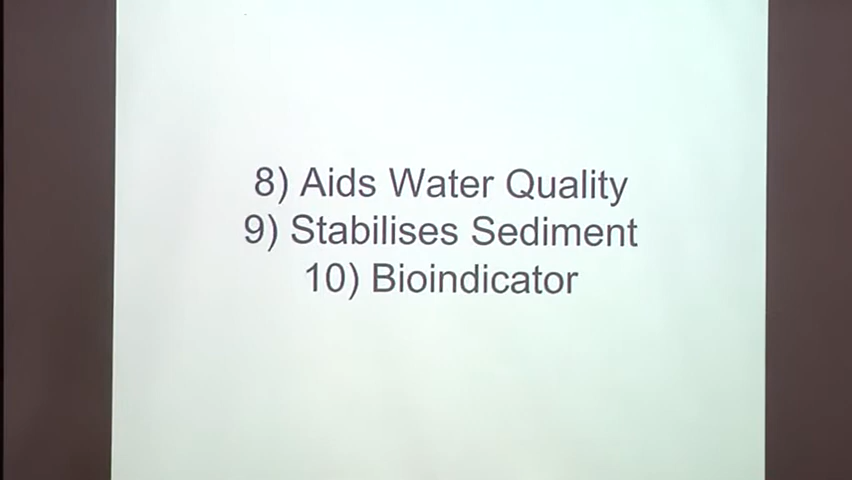 8) Aids Water Quality
9) Stabilises Sediment
10) Bioindicator